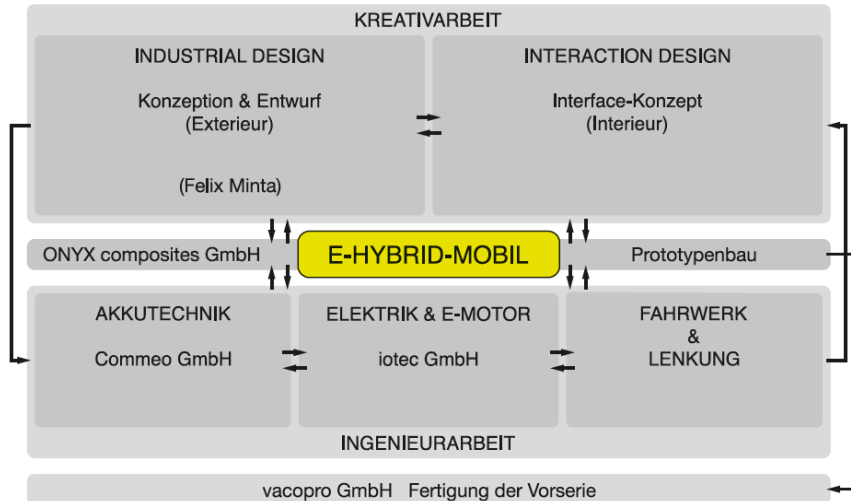 KREATIVARBEIT
INDUSTRIAL DESIGN
Konzeption & Entwurf
(Exterieur)
(Felix Minta)
INTERACTION DESIGN
Interface-Konzept
(Interieur)
ONYX composites GmbH
E-HYBRID-MOBIL
Prototypenbau
AKKUTECHNIK
Commeo GmbH
ELEKTRIK & E-MOTOR
iotec GmbH
FAHRWERK
&
LENKUNG
INGENIEURARBEIT
vacopro GmbH Fertigung der Vorserie